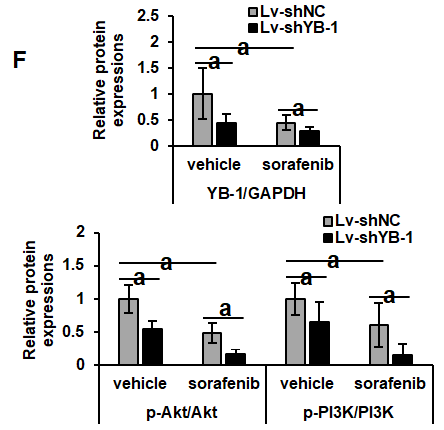 F
Relative protein
expressions
2.5
2
1.5
1
0.5
0
Lv-shNC
Lv-shYB-1
a
a
a
vehicle sorafenib
YB-1/GAPDH
Relative protein
expressions
2
1.5
1
0.5
0
Lv-shNC
Lv-shYB-1
a
a
a
a
a
a
vehicle sorafenib vehicle sorafenib
p-Akt/Akt p-PI3K/PI3K